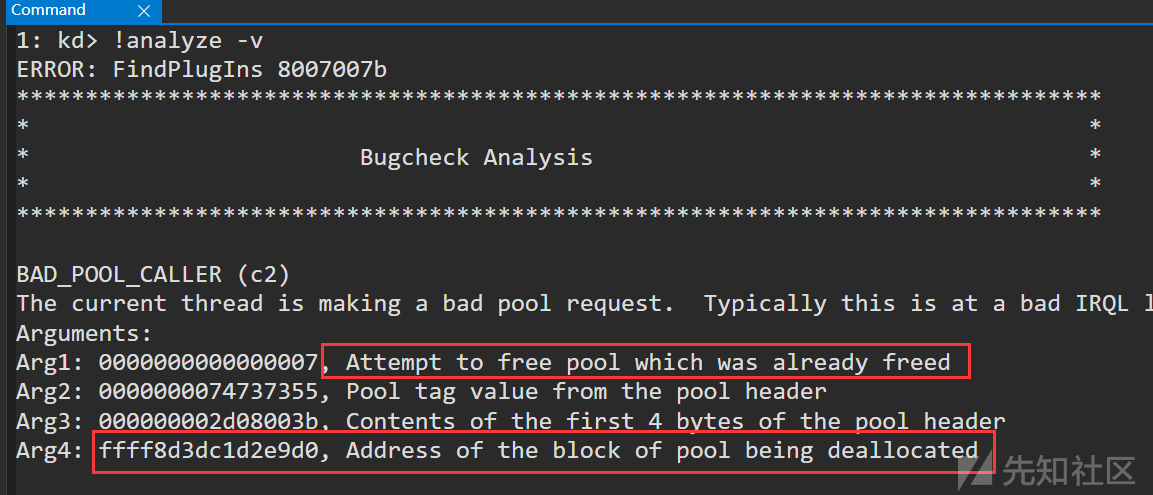 Command
1: kd> !analyze -v
ERROR: FindPlugIns 8007007b
*******************************************************************************
* *
* Bugcheck Analysis *
* *
*******************************************************************************
BAD_POOL_CALLER (c2)
The current thread is making a bad pool request.  Typically this is at a bad IRQL l
Arguments:
Arg1: 0000000000000007, Attempt to free pool which was already freed
Arg2: 0000000074737355, Pool tag value from the pool header
Arg3: 000000002d08003b, Contents of the first 4 bytes of the pool header
Arg4: ffff8d3dc1d2e9d0, Address of the block of pool being deallocated
先知社区